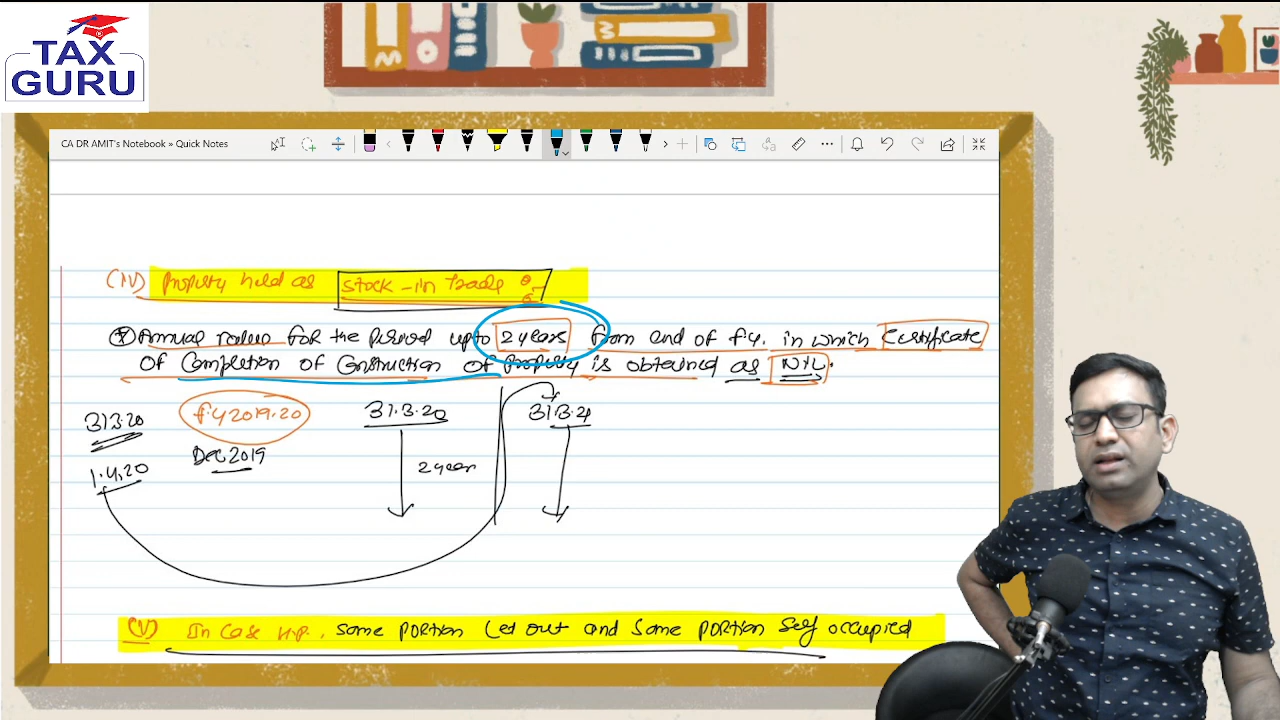 TAX
GURU
CA DR AMIT's Notebook » Quick Notes
(IV) Property held as stock-in trade :-
Annual value for the period upto 2 years from end of f.y. in which Certificate
Of Completion of Construction of Property is obtained as NIL.
31.3.20 f.y 2019.20 31.3.20 31.3.21
1.4.20 Dec 2019 2 year
(V) In Case H.P. Some PORTION Let out and Some PORTION Self occupied